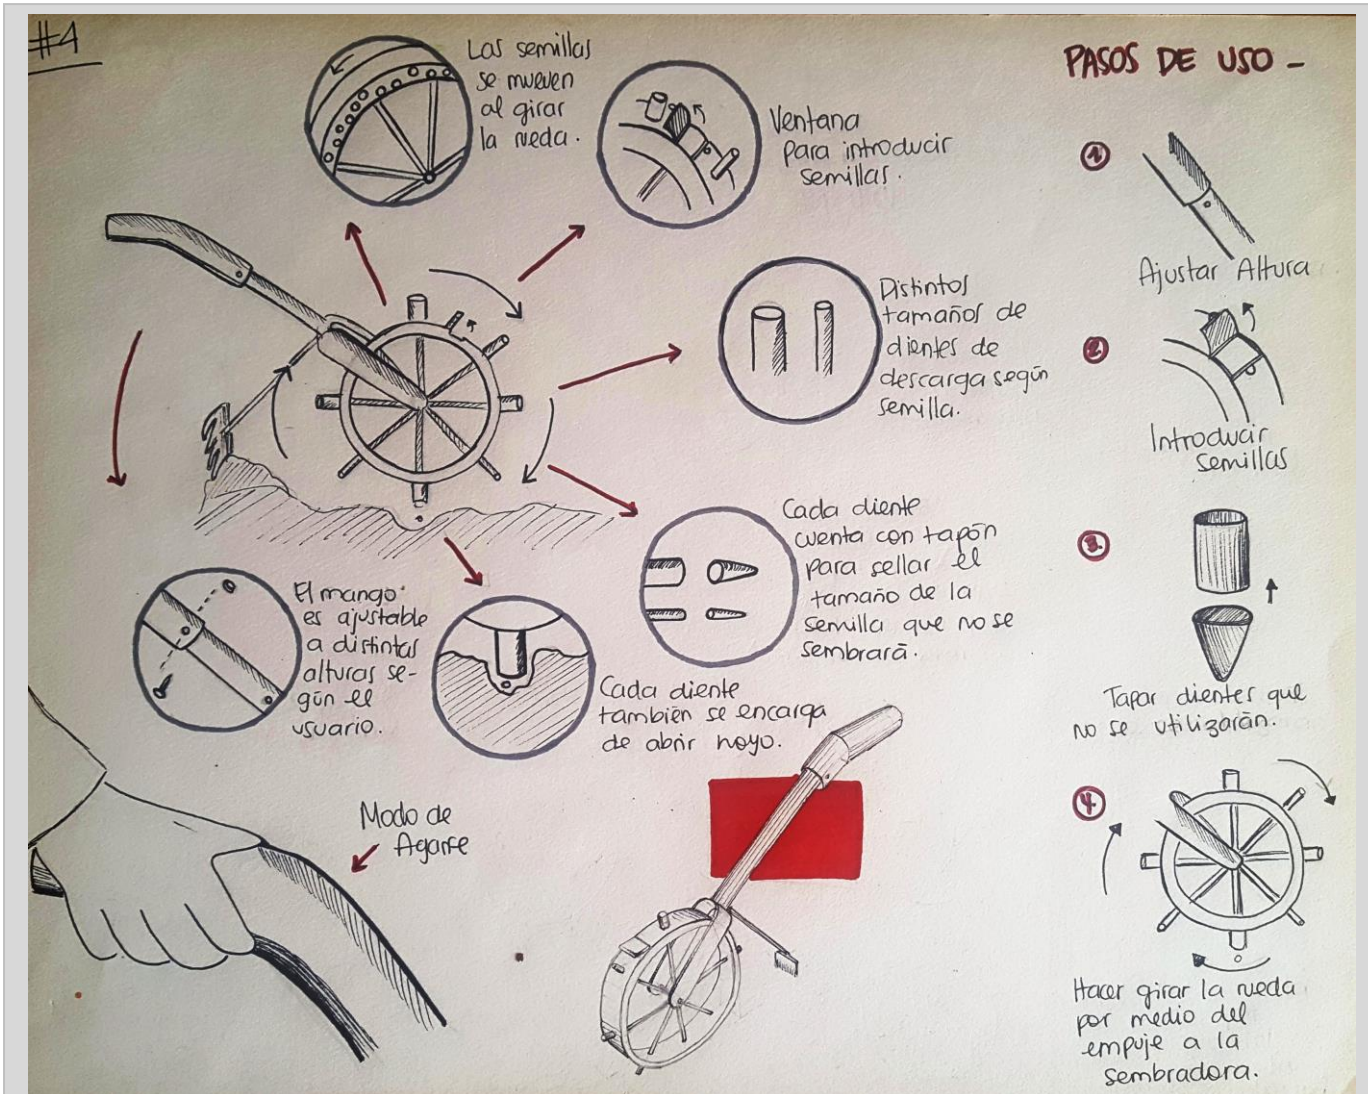 #4
Las semillas
se mueven
al girar
la rueda.
Ventana
para introducir
semillas.
Distintos
tamaños de
dientes de
descarga según
semilla.
Cada diente
cuenta con tapón
para sellar el
tamaño de la
semilla que no se
sembrará.
El mango
es ajustable
a distintas
alturas se-
gún el
usuario.
Cada diente
también se encarga
de abrir hoyo.
Modo de
Agarre
PASOS DE USO -
1.
Ajustar Altura
2.
Introducir
semillas
3.
Tapar dientes que
no se utilizarán.
4.
Hacer girar la rueda
por medio del
empuje a la
sembradora.